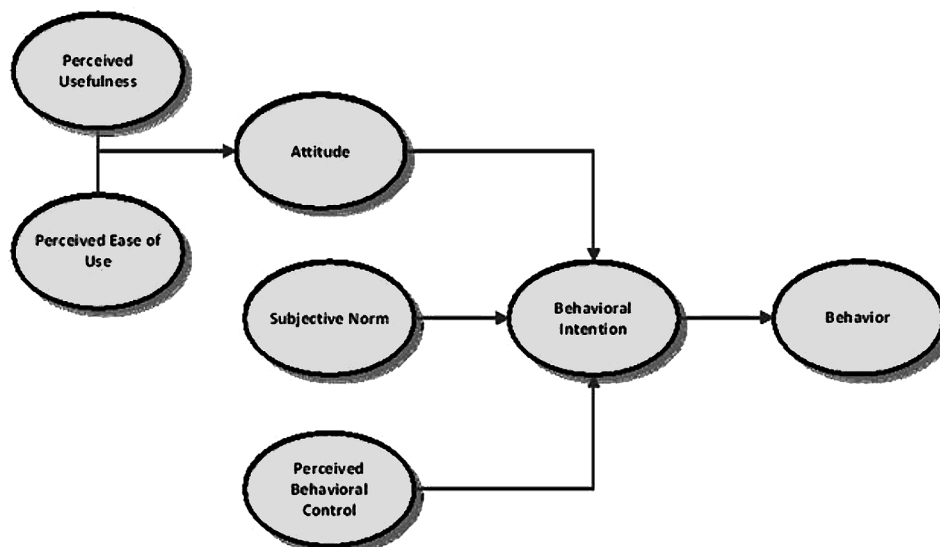 Perceived
Usefulness
Attitude
Perceived Ease of
Use
Subjective Norm
Behavioral
Intention
Behavior
Perceived
Behavioral
Control